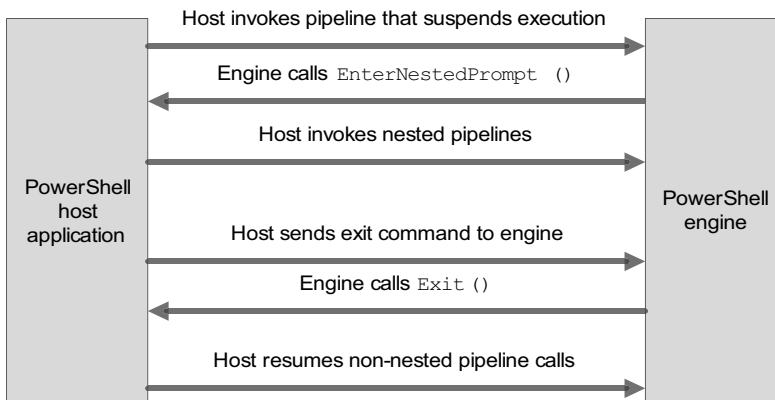 Host invokes pipeline that suspends execution
Engine calls EnterNestedPrompt ()
Host invokes nested pipelines
PowerShell
host
application
PowerShell
engine
Host sends exit command to engine
Engine calls Exit ()
Host resumes non-nested pipeline calls